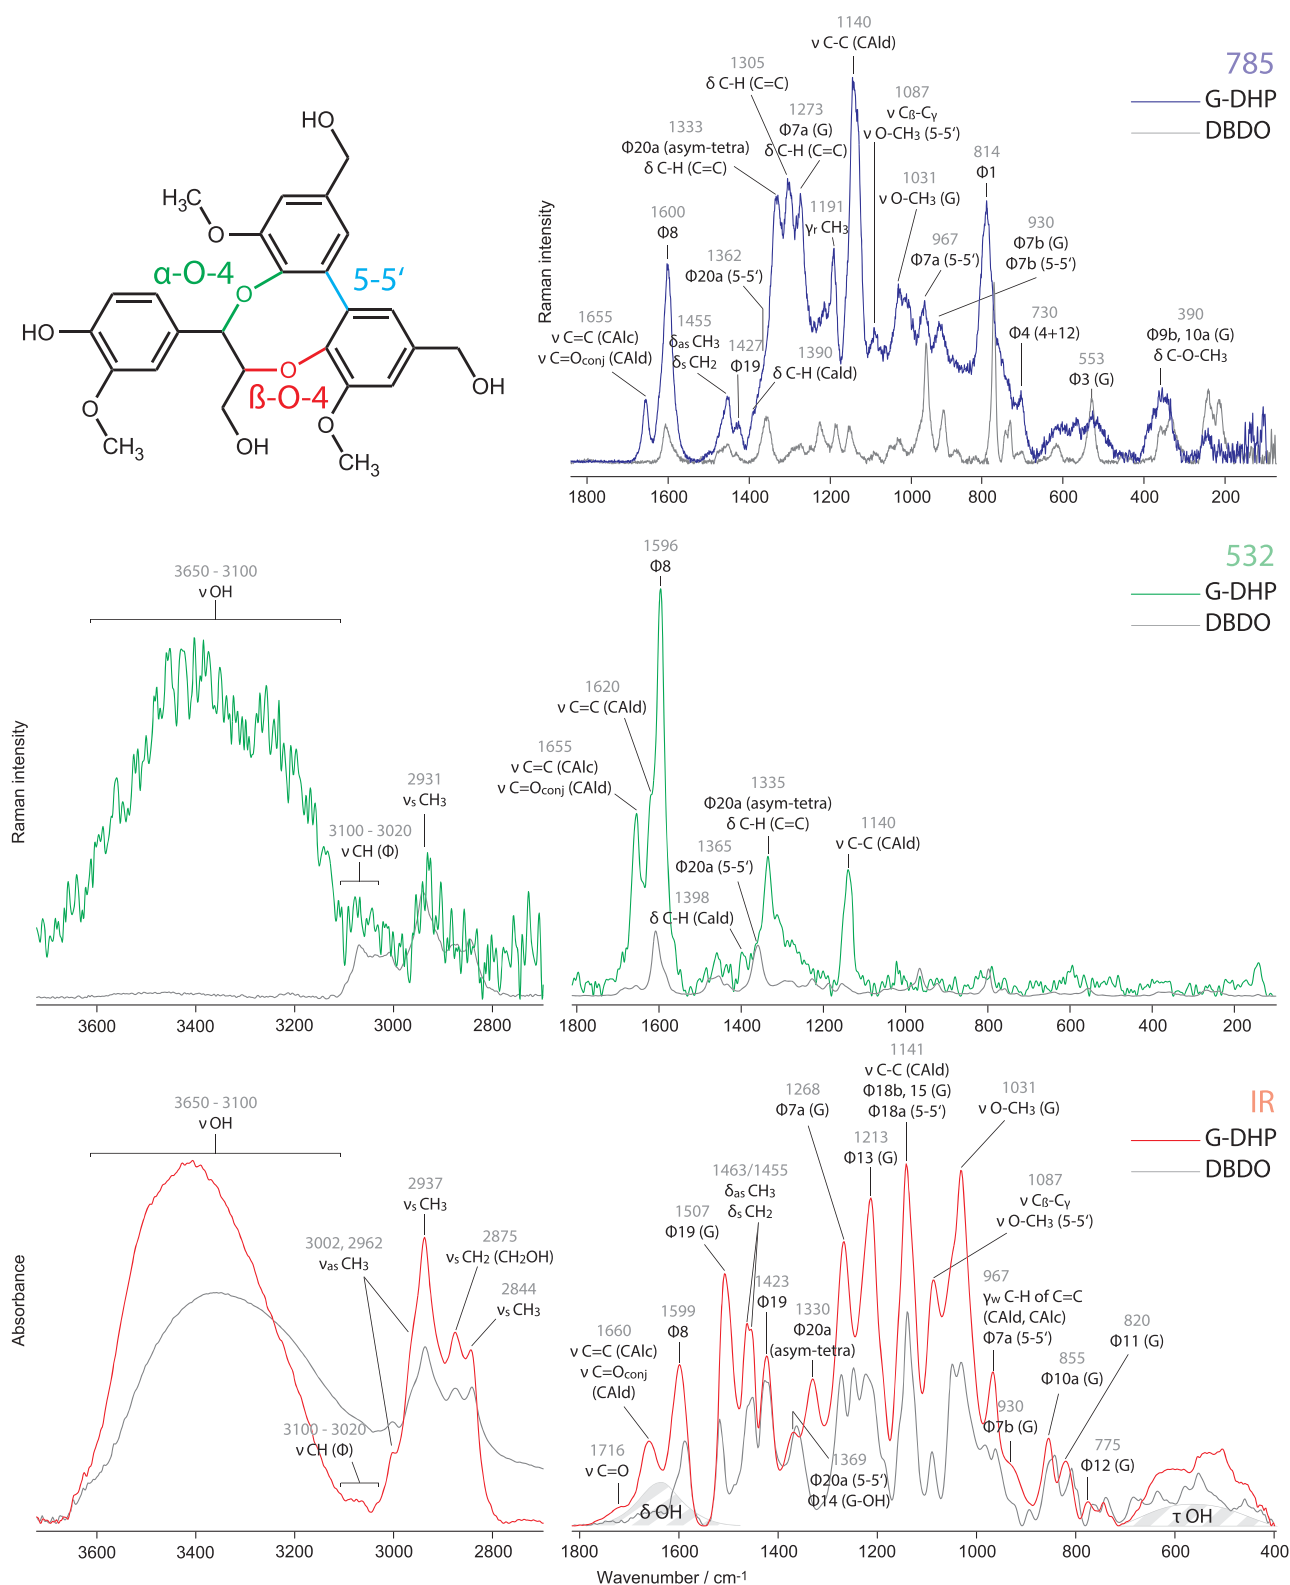 HO
H₃C
O
α-O-4
O
5-5‘
HO
O
ß-O-4
O
CH₃
HO
OH
O
CH₃
OH
785
G-DHP
DBDO
Raman intensity
1140
ν C-C (CAld)
1305
δ C-H (C=C)
1273
Φ7a (G)
δ C-H (C=C)
1087
ν Cß-Cγ
ν O-CH₃ (5-5‘)
1333
Φ20a (asym-tetra)
δ C-H (C=C)
814
Φ1
1031
ν O-CH₃ (G)
1600
Φ8
1191
γr CH₃
930
Φ7b (G)
Φ7b (5-5‘)
967
Φ7a (5-5‘)
1362
Φ20a (5-5‘)
1655
ν C=C (CAlc)
ν C=Oconj (CAld)
1455
δas CH₃
δs CH₂
1427
Φ19
1390
δ C-H (Cald)
730
Φ4 (4+12)
553
Φ3 (G)
390
Φ9b, 10a (G)
δ C-O-CH₃
1800 1600 1400 1200 1000 800 600 400 200
532
G-DHP
DBDO
Raman intensity
3650 - 3100
ν OH
2931
νs CH₃
3100 - 3020
ν CH (Φ)
3600 3400 3200 3000 2800
1596
Φ8
1620
ν C=C (CAld)
1655
ν C=C (CAlc)
ν C=Oconj (CAld)
1335
Φ20a (asym-tetra)
δ C-H (C=C)
1365
Φ20a (5-5‘)
1140
ν C-C (CAld)
1398
δ C-H (Cald)
1800 1600 1400 1200 1000 800 600 400 200
IR
G-DHP
DBDO
Absorbance
3650 - 3100
ν OH
2937
νs CH₃
3002, 2962
νas CH₃
2875
νs CH₂ (CH₂OH)
2844
νs CH₃
3100 - 3020
ν CH (Φ)
3600 3400 3200 3000 2800
1141
ν C-C (CAld)
Φ18b, 15 (G)
Φ18a (5-5‘)
1268
Φ7a (G)
1031
ν O-CH₃ (G)
1213
Φ13 (G)
1463/1455
δas CH₃
δs CH₂
1087
ν Cß-Cγ
ν O-CH₃ (5-5‘)
1507
Φ19 (G)
1423
Φ19
1330
Φ20a
(asym-tetra)
967
γw C-H of C=C
(CAld, CAlc)
Φ7a (5-5‘)
1599
Φ8
1660
ν C=C (CAlc)
ν C=Oconj
(CAld)
820
Φ11 (G)
855
Φ10a (G)
930
Φ7b (G)
1716
ν C=O
1369
Φ20a (5-5‘)
Φ14 (G-OH)
775
Φ12 (G)
δ OH
τ OH
1800 1600 1400 1200 1000 800 600 400
Wavenumber / cm⁻¹